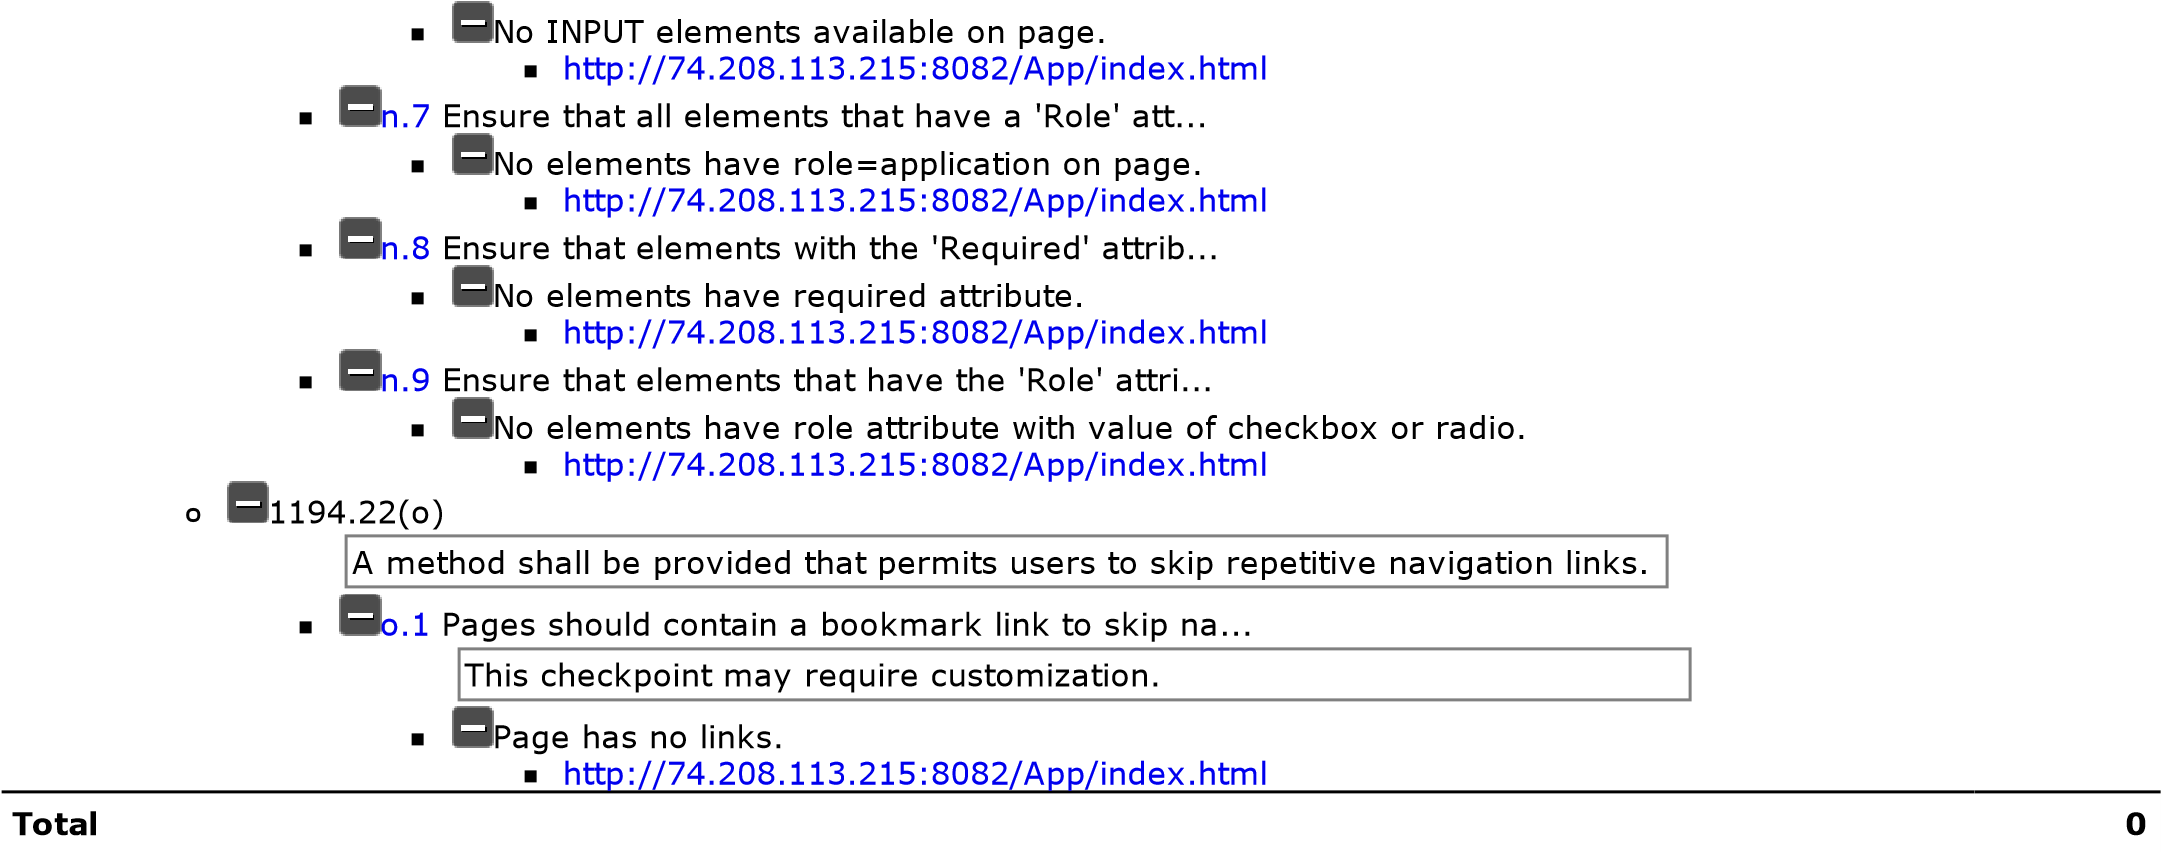 No INPUT elements available on page.
http://74.208.113.215:8082/App/index.html
n.7 Ensure that all elements that have a 'Role' att...
No elements have role=application on page.
http://74.208.113.215:8082/App/index.html
n.8 Ensure that elements with the 'Required' attrib...
No elements have required attribute.
http://74.208.113.215:8082/App/index.html
n.9 Ensure that elements that have the 'Role' attri...
No elements have role attribute with value of checkbox or radio.
http://74.208.113.215:8082/App/index.html
1194.22(o)
A method shall be provided that permits users to skip repetitive navigation links.
o.1 Pages should contain a bookmark link to skip na...
This checkpoint may require customization.
Page has no links.
http://74.208.113.215:8082/App/index.html
Total 0